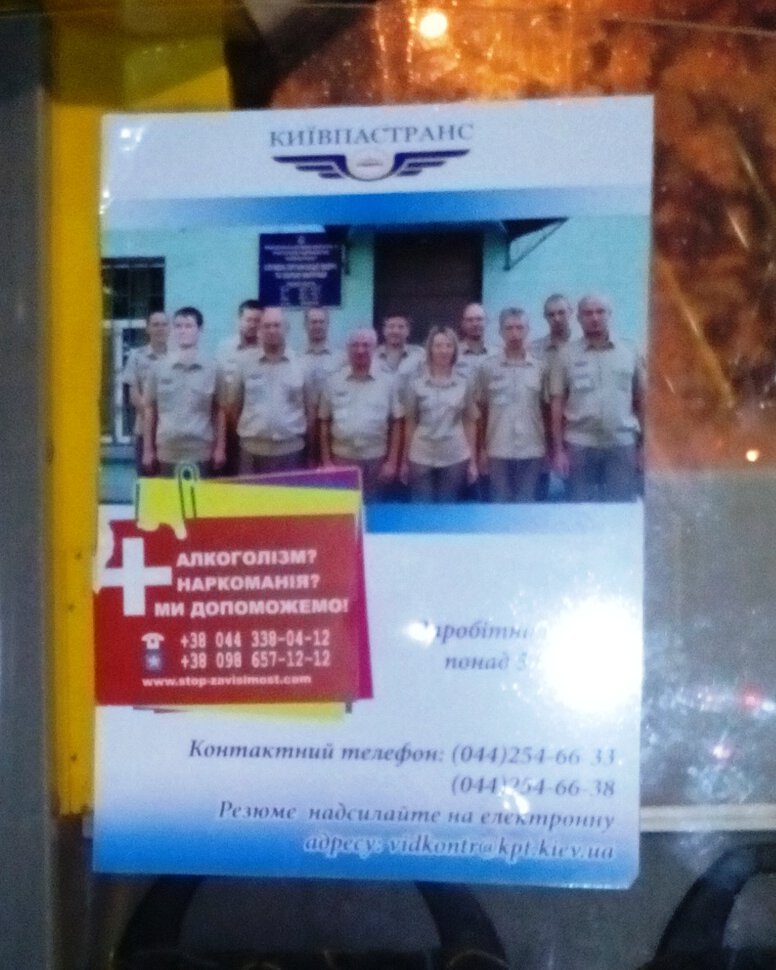 КИЇВПАСТРАНС
АЛКОГОЛІЗМ?
НАРКОМАНІЯ?
МИ ДОПОМОЖЕМО!
+38 044 338-04-12
+38 098 657-12-12
www.stop-zavisimost.com
понад
Контактний телефон: (044)254-66-33
(044)254-66-38
Резюме надсилайте на електронну
адресу: vidkontr@kpt.kiev.ua